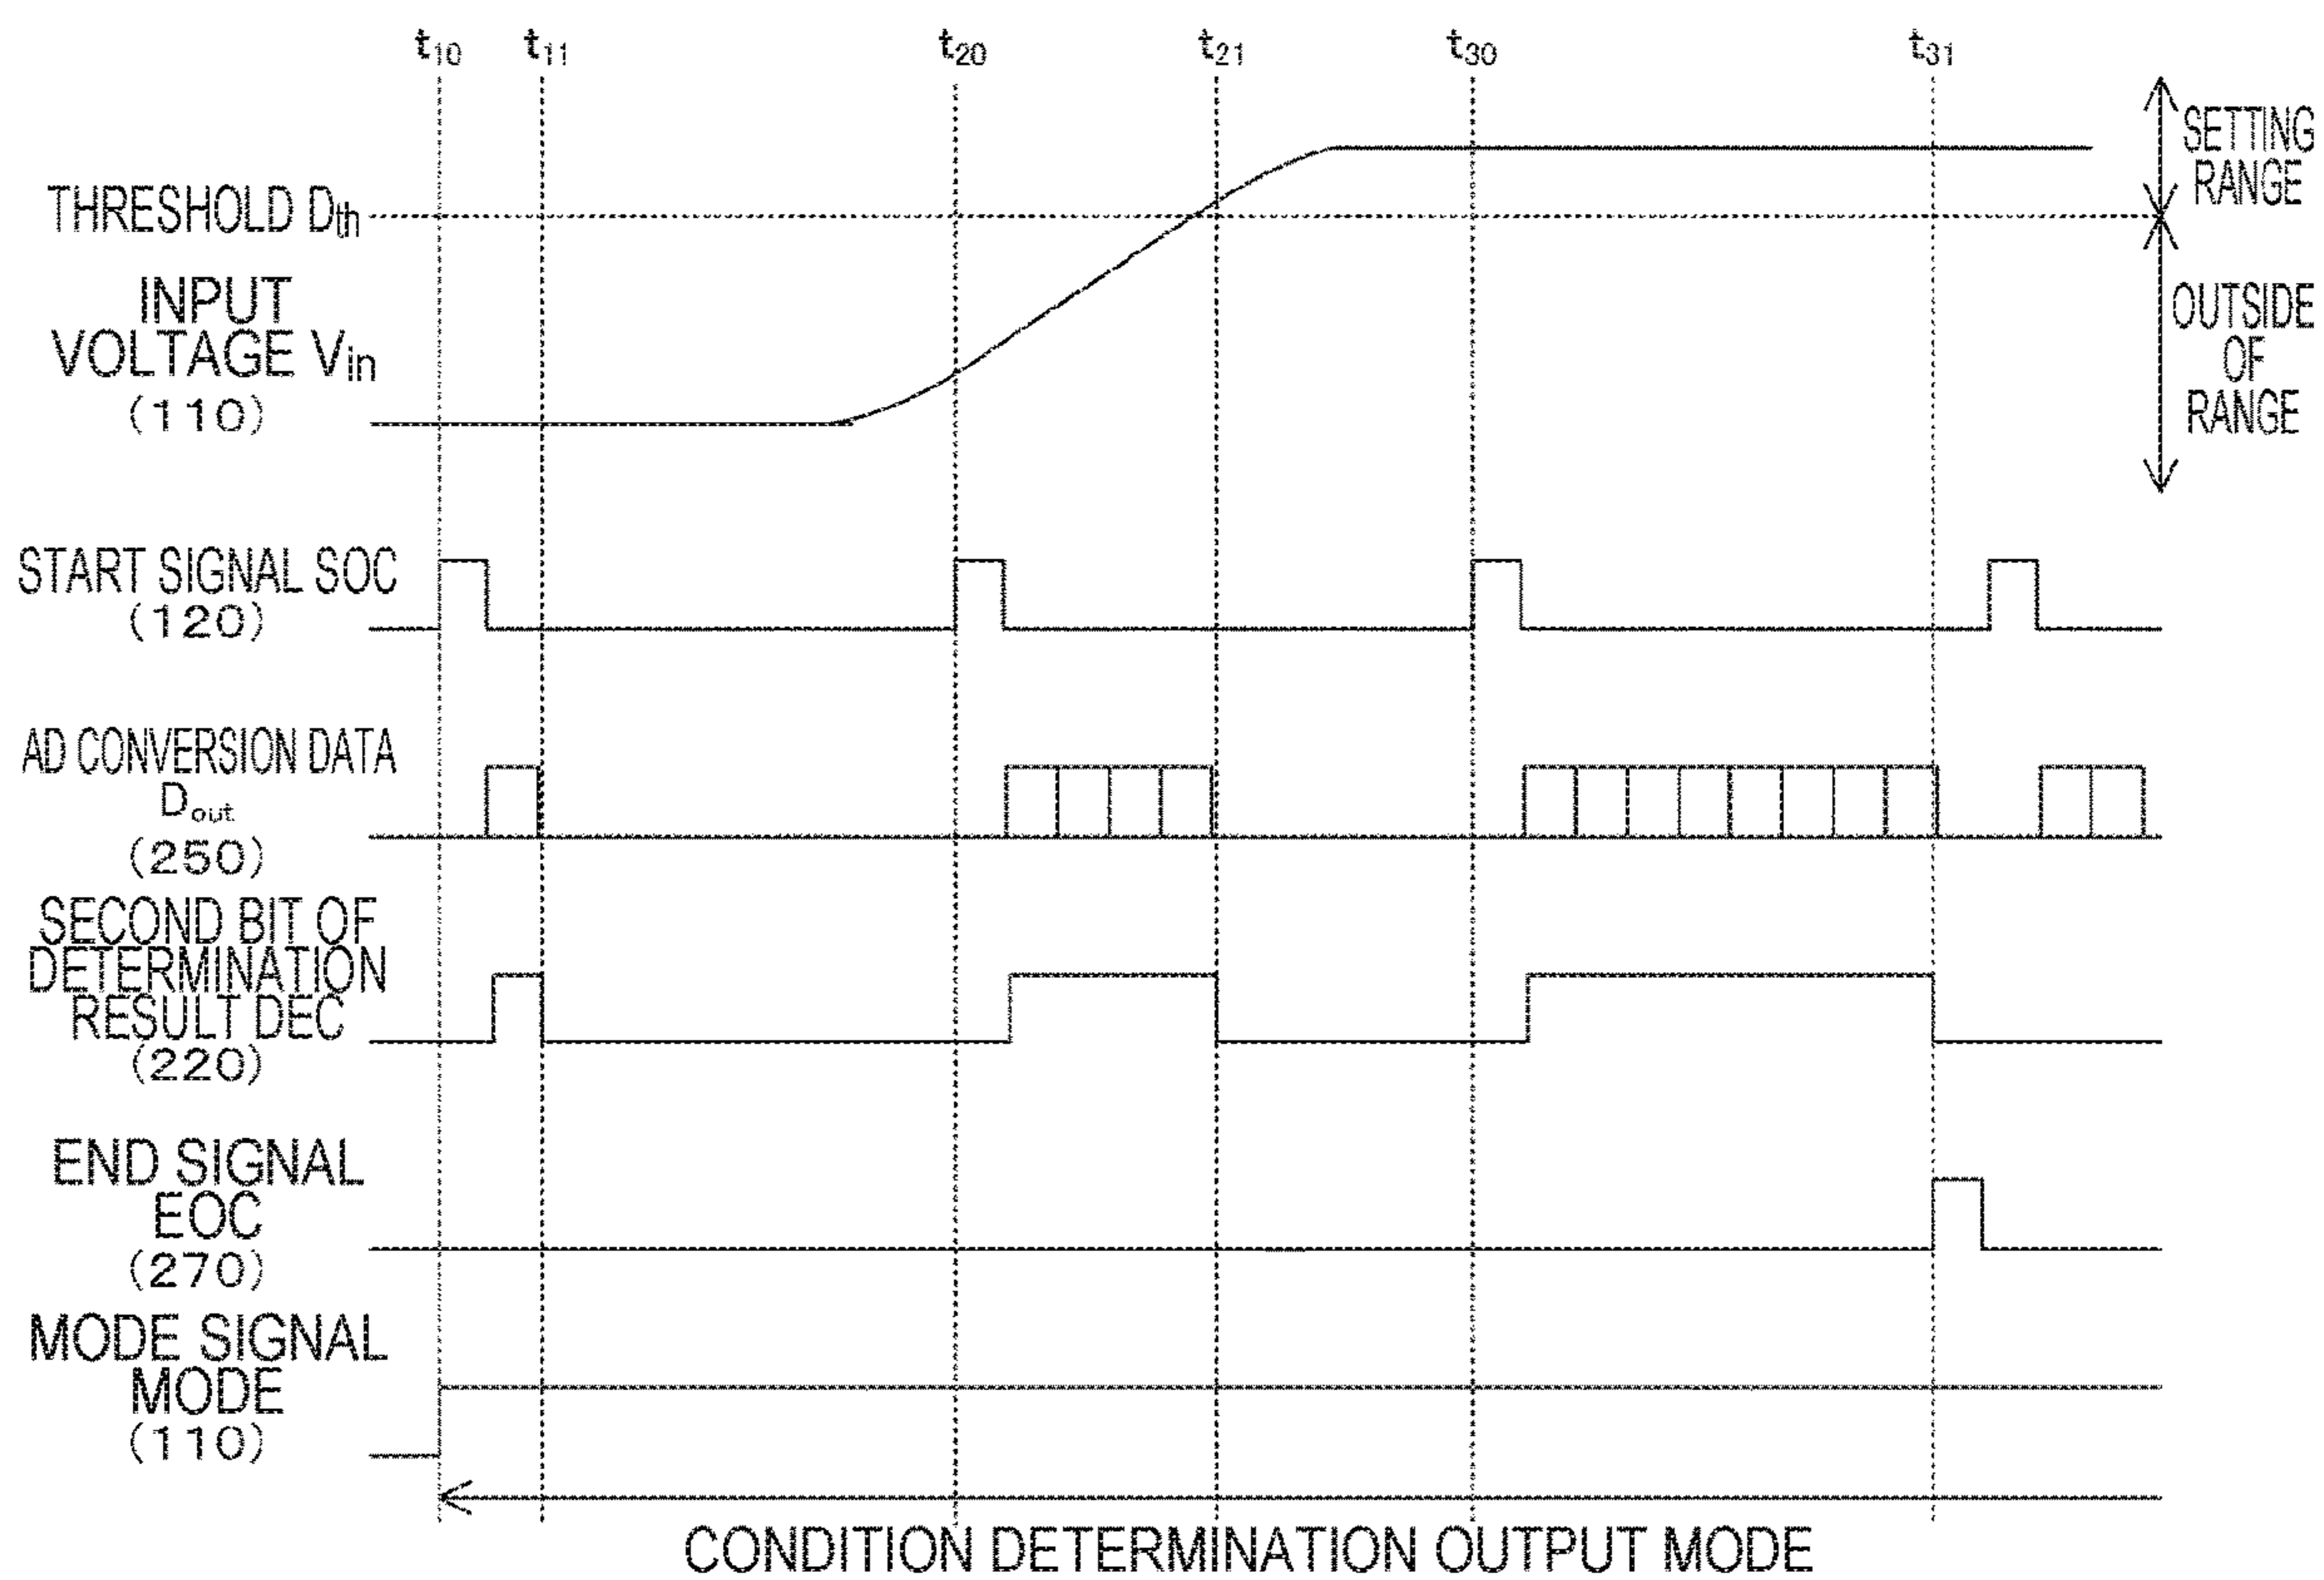 t10 t11 t20 t21 t30 t31
SETTING
RANGE
THRESHOLD Dth
INPUT
VOLTAGE Vin
(110)
OUTSIDE
OF
RANGE
START SIGNAL SOC
(120)
AD CONVERSION DATA
Dout
(250)
SECOND BIT OF
DETERMINATION
RESULT DEC
(220)
END SIGNAL
EOC
(270)
MODE SIGNAL
MODE
(110)
CONDITION DETERMINATION OUTPUT MODE